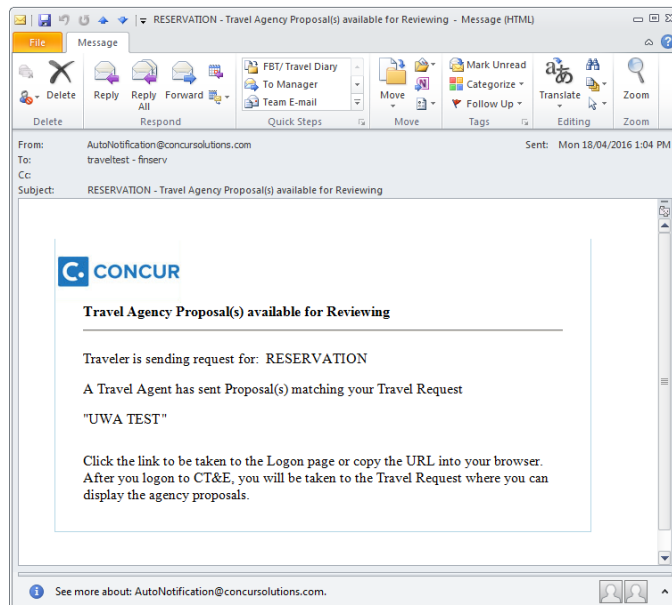 RESERVATION - Travel Agency Proposal(s) available for Reviewing - Message (HTML)
File Message
FBT/ Travel Diary
To Manager
Team E-mail
Mark Unread
Categorize
Follow Up
Delete
Reply
Reply All
Forward
Move
Translate
Zoom
Delete Respond Quick Steps Move Tags Editing Zoom
From: AutoNotification@concursolutions.com Sent: Mon 18/04/2016 1:04 PM
To: traveltest - finserv
Cc:
Subject: RESERVATION - Travel Agency Proposal(s) available for Reviewing
C. CONCUR
Travel Agency Proposal(s) available for Reviewing
Traveler is sending request for: RESERVATION
A Travel Agent has sent Proposal(s) matching your Travel Request
"UWA TEST"
Click the link to be taken to the Logon page or copy the URL into your browser.
After you logon to CT&E, you will be taken to the Travel Request where you can
display the agency proposals.
See more about: AutoNotification@concursolutions.com.